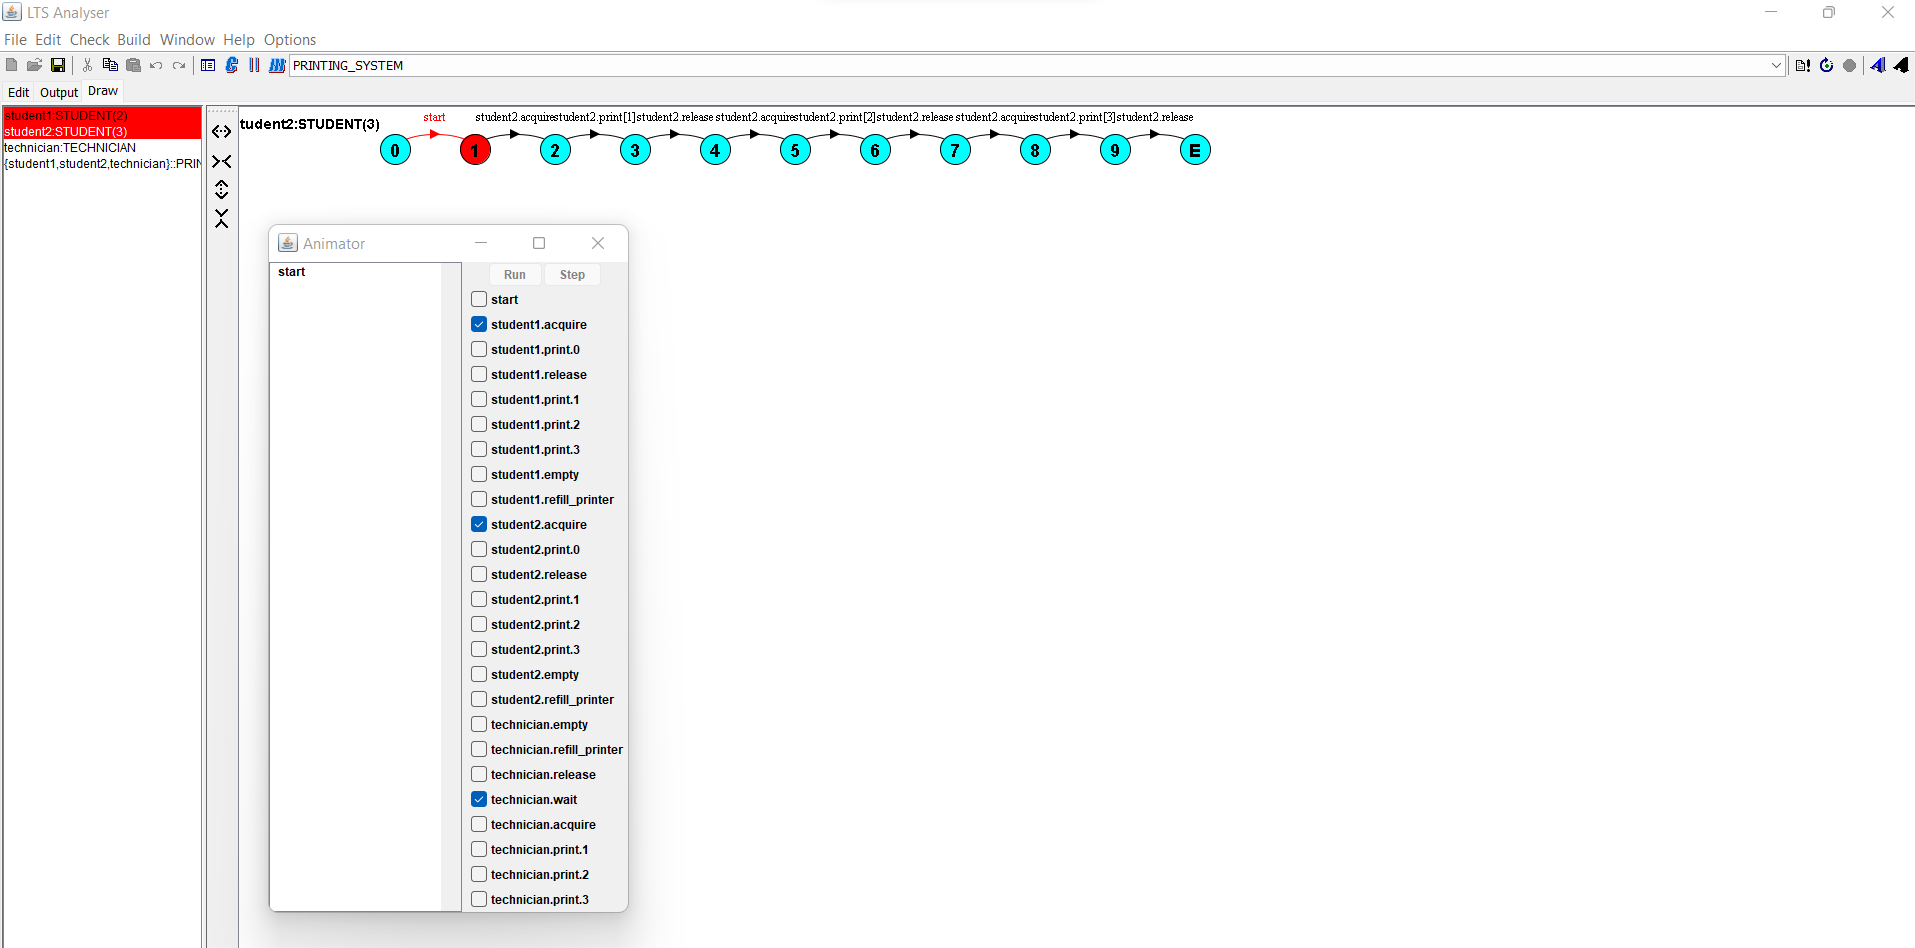 LTS Analyser
File Edit Check Build Window Help Options
PRINTING_SYSTEM
Edit Output Draw
student1:STUDENT(2)
student2:STUDENT(3)
technician:TECHNICIAN
{student1,student2,technician}::PRIN
tudent2:STUDENT(3)
start student2.acquirestudent2.print[1]student2.release student2.acquirestudent2.print[2]student2.release student2.acquirestudent2.print[3]student2.release
0 1 2 3 4 5 6 7 8 9 E
Animator
start
Run Step
start
student1.acquire
student1.print.0
student1.release
student1.print.1
student1.print.2
student1.print.3
student1.empty
student1.refill_printer
student2.acquire
student2.print.0
student2.release
student2.print.1
student2.print.2
student2.print.3
student2.empty
student2.refill_printer
technician.empty
technician.refill_printer
technician.release
technician.wait
technician.acquire
technician.print.1
technician.print.2
technician.print.3